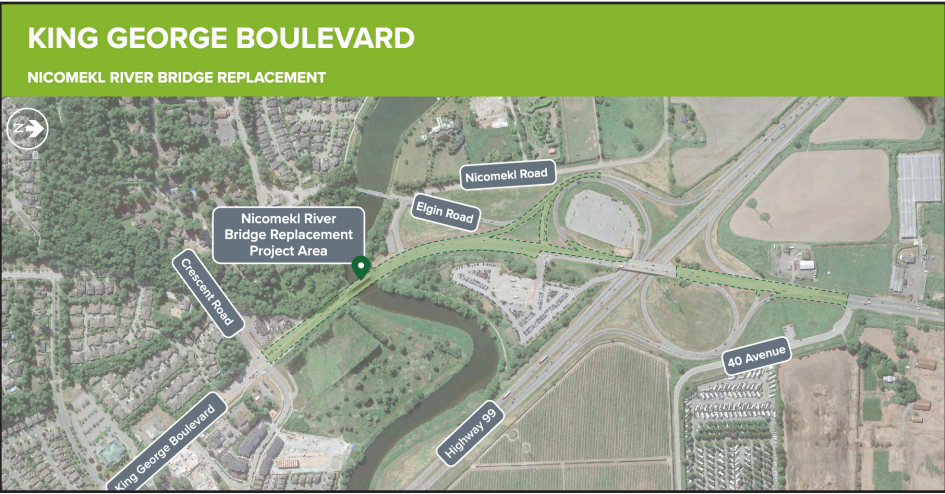 KING GEORGE BOULEVARD
NICOMEKL RIVER BRIDGE REPLACEMENT
N
Nicomekl Road
Elgin Road
Nicomekl River
Bridge Replacement
Project Area
Crescent Road
40 Avenue
King George Boulevard
Highway 99